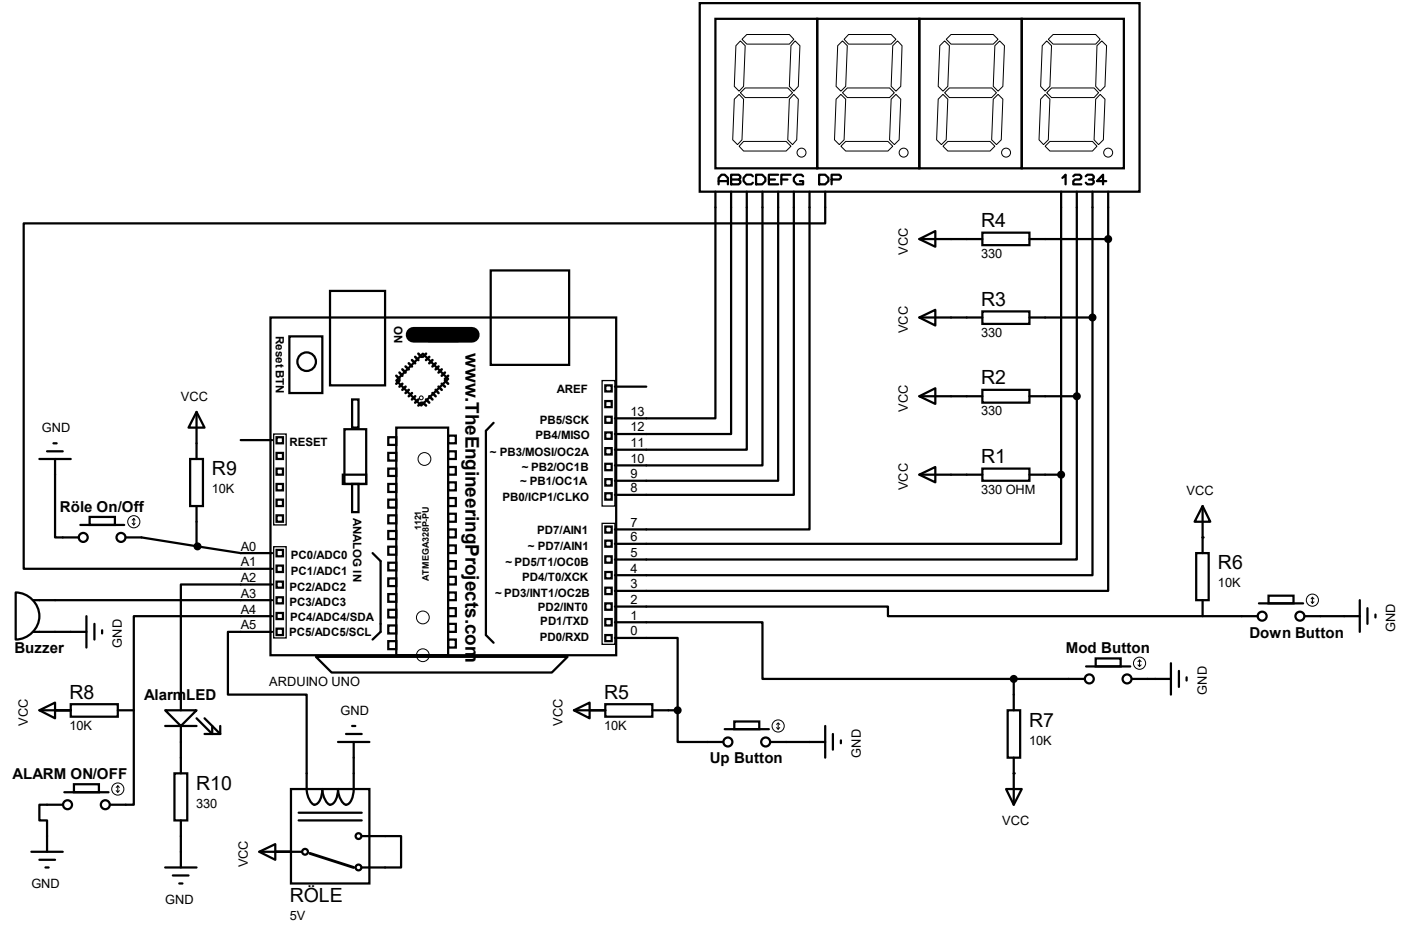 ABCDEFG DP
1234
R4
VCC
330
R3
VCC
330
R2
VCC
330
R1
VCC
330 OHM
ON
Reset BTN
www.TheEngineeringProjects.com
1121
ATMEGA328P-PU
ANALOG IN
RESET
AREF
PB5/SCK
13
PB4/MISO
12
~ PB3/MOSI/OC2A
11
~ PB2/OC1B
10
~ PB1/OC1A
9
PB0/ICP1/CLKO
8
PD7/AIN1
7
~ PD7/AIN1
6
~ PD5/T1/OC0B
5
PD4/T0/XCK
4
~ PD3/INT1/OC2B
3
PD2/INT0
2
PD1/TXD
1
PD0/RXD
0
A0
PC0/ADC0
A1
PC1/ADC1
A2
PC2/ADC2
A3
PC3/ADC3
A4
PC4/ADC4/SDA
A5
PC5/ADC5/SCL
ARDUINO UNO
VCC
R9
10K
GND
Röle On/Off
Buzzer
GND
R8
VCC
10K
AlarmLED
ALARM ON/OFF
GND
R10
330
GND
GND
VCC
RÖLE
5V
R5
VCC
10K
Up Button
GND
VCC
R6
10K
Down Button
GND
Mod Button
GND
R7
10K
VCC